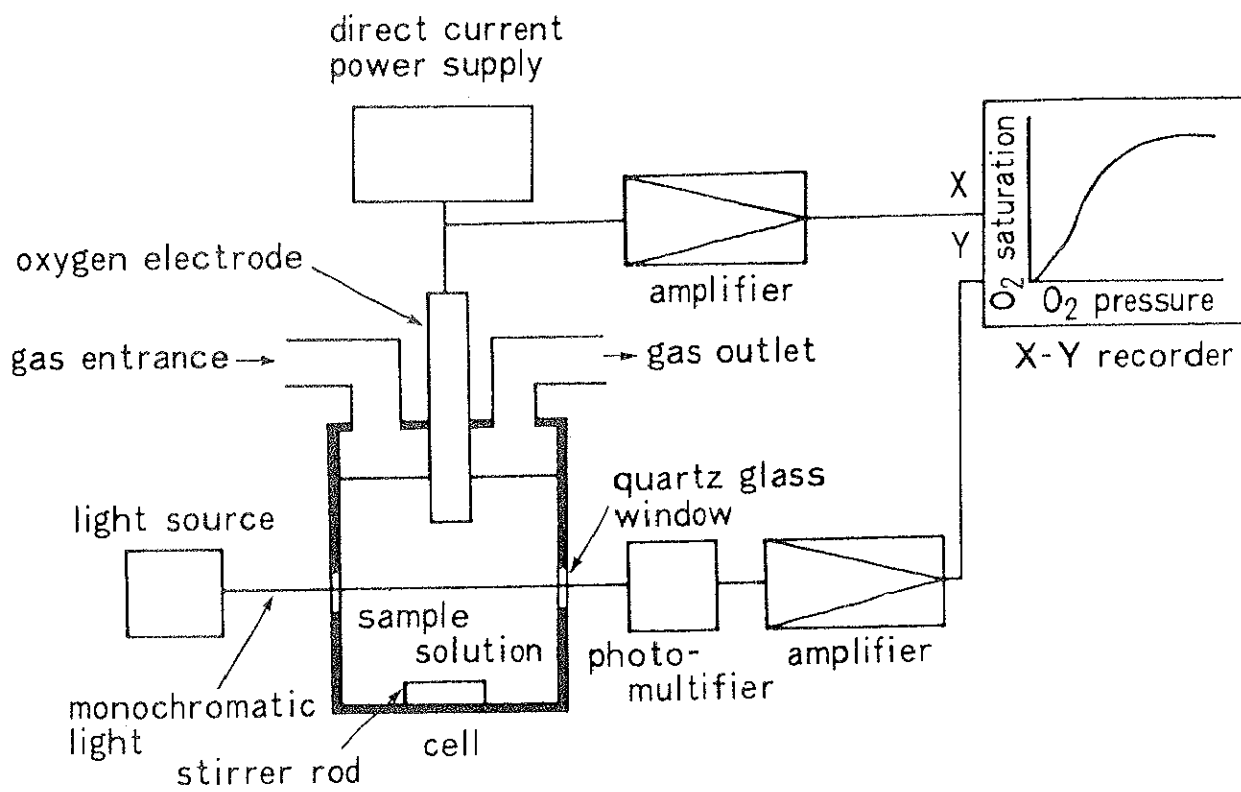 direct current
power supply
oxygen electrode
amplifier
X
Y
O2 saturation
O2 pressure
X-Y recorder
gas entrance
gas outlet
quartz glass
window
light source
sample
solution
photo-
multifier
amplifier
monochromatic
light
stirrer rod
cell